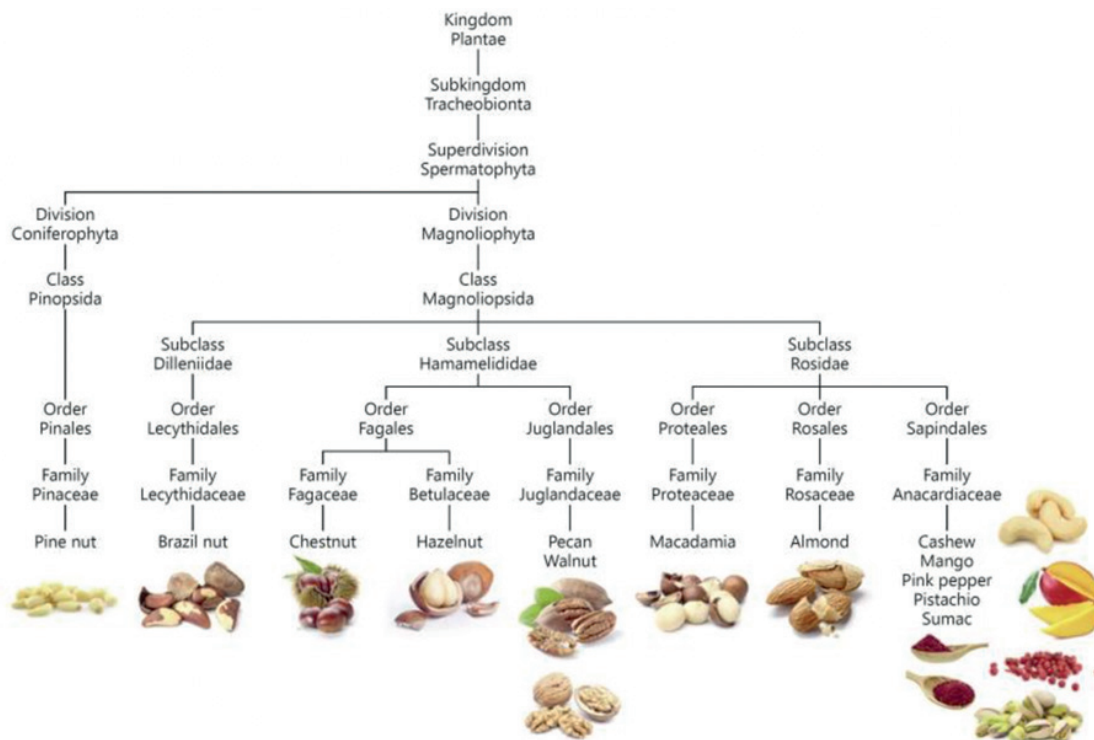 Kingdom
Plantae
Subkingdom
Tracheobionta
Superdivision
Spermatophyta
Division
Coniferophyta
Division
Magnoliophyta
Class
Pinopsida
Class
Magnoliopsida
Subclass
Dilleniidae
Subclass
Hamamelididae
Subclass
Rosidae
Order
Pinales
Order
Lecythidales
Order
Fagales
Order
Juglandales
Order
Proteales
Order
Rosales
Order
Sapindales
Family
Pinaceae
Family
Lecythidaceae
Family
Fagaceae
Family
Betulaceae
Family
Juglandaceae
Family
Proteaceae
Family
Rosaceae
Family
Anacardiaceae
Pine nut
Brazil nut
Chestnut
Hazelnut
Pecan
Walnut
Macadamia
Almond
Cashew
Mango
Pink pepper
Pistachio
Sumac